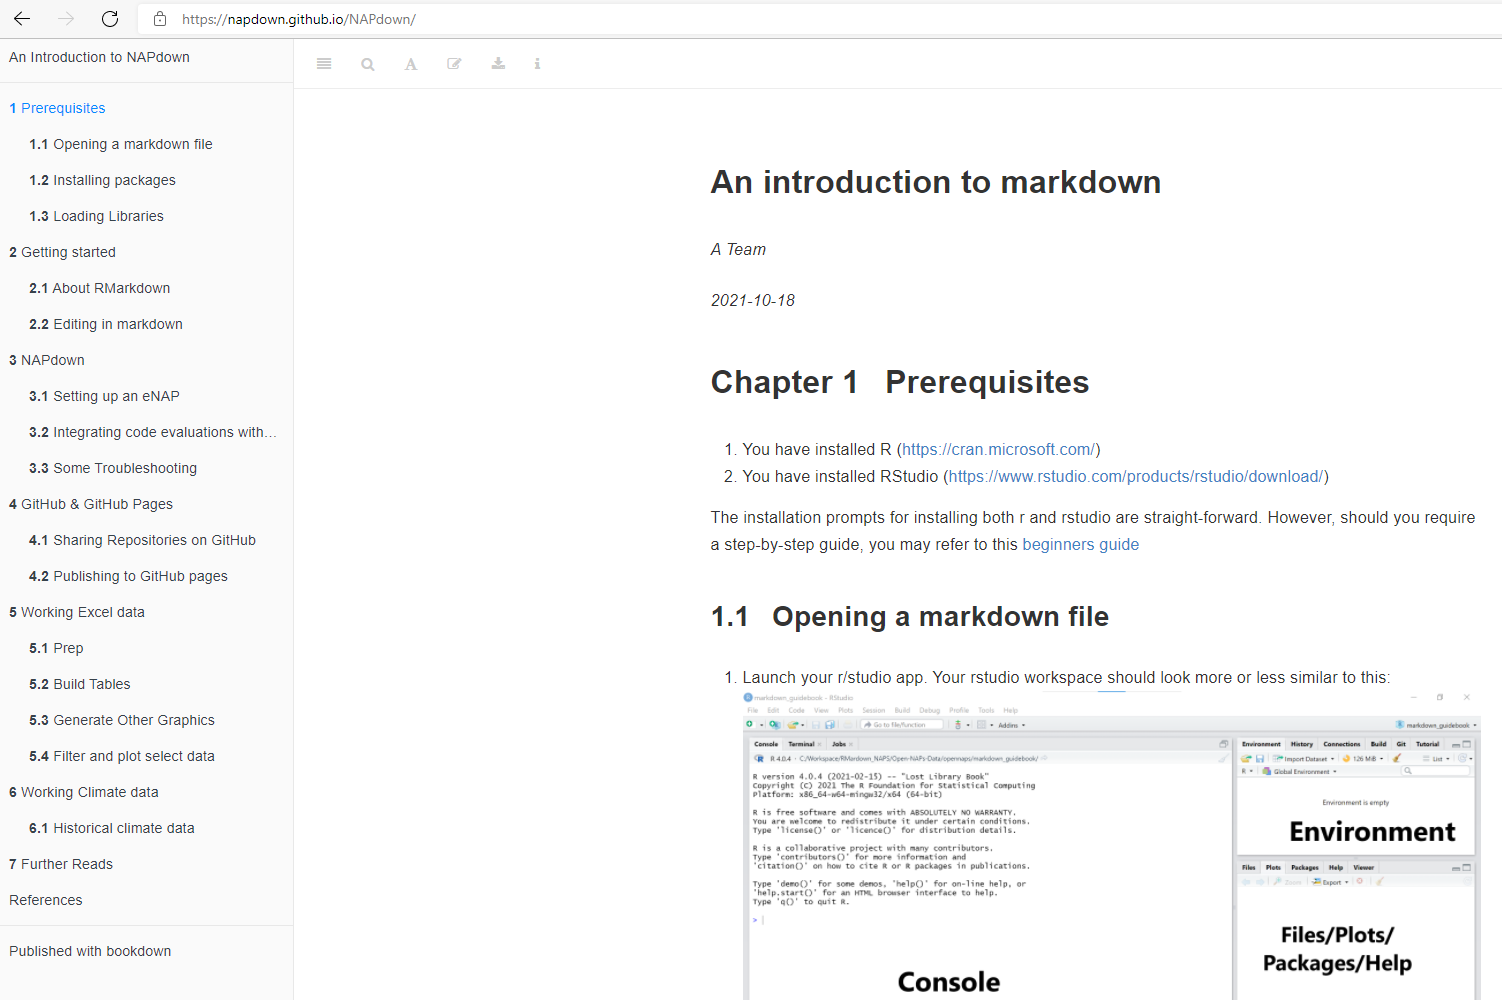 https://napdown.github.io/NAPdown/
An Introduction to NAPdown
1 Prerequisites
1.1 Opening a markdown file
1.2 Installing packages
1.3 Loading Libraries
2 Getting started
2.1 About RMarkdown
2.2 Editing in markdown
3 NAPdown
3.1 Setting up an eNAP
3.2 Integrating code evaluations with…
3.3 Some Troubleshooting
4 GitHub & GitHub Pages
4.1 Sharing Repositories on GitHub
4.2 Publishing to GitHub pages
5 Working Excel data
5.1 Prep
5.2 Build Tables
5.3 Generate Other Graphics
5.4 Filter and plot select data
6 Working Climate data
6.1 Historical climate data
7 Further Reads
References
Published with bookdown
An introduction to markdown
A Team
2021-10-18
Chapter 1 Prerequisites
1. You have installed R (https://cran.microsoft.com/)
2. You have installed RStudio (https://www.rstudio.com/products/rstudio/download/)
The installation prompts for installing both r and rstudio are straight-forward. However, should you require
a step-by-step guide, you may refer to this beginners guide
1.1 Opening a markdown file
1. Launch your r/studio app. Your rstudio workspace should look more or less similar to this:
markdown_guidebook - RStudio
File Edit Code View Plots Session Build Debug Profile Tools Help
Go to file/function Addins
markdown_guidebook
Console Terminal Jobs
R 4.0.4 · C:/Workspace/RMardown_NAPS/Open-NAPs-Data/opennaps/markdown_guidebook/
R version 4.0.4 (2021-02-15) -- "Lost Library Book"
Copyright (C) 2021 The R Foundation for Statistical Computing
Platform: x86_64-w64-mingw32/x64 (64-bit)
R is free software and comes with ABSOLUTELY NO WARRANTY.
You are welcome to redistribute it under certain conditions.
Type 'license()' or 'licence()' for distribution details.
R is a collaborative project with many contributors.
Type 'contributors()' for more information and
'citation()' on how to cite R or R packages in publications.
Type 'demo()' for some demos, 'help()' for on-line help, or
'help.start()' for an HTML browser interface to help.
Type 'q()' to quit R.
>
Console
Environment History Connections Build Git Tutorial
Import Dataset 126 MiB List
R Global Environment
Environment is empty
Environment
Files Plots Packages Help Viewer
Zoom Export
Files/Plots/
Packages/Help